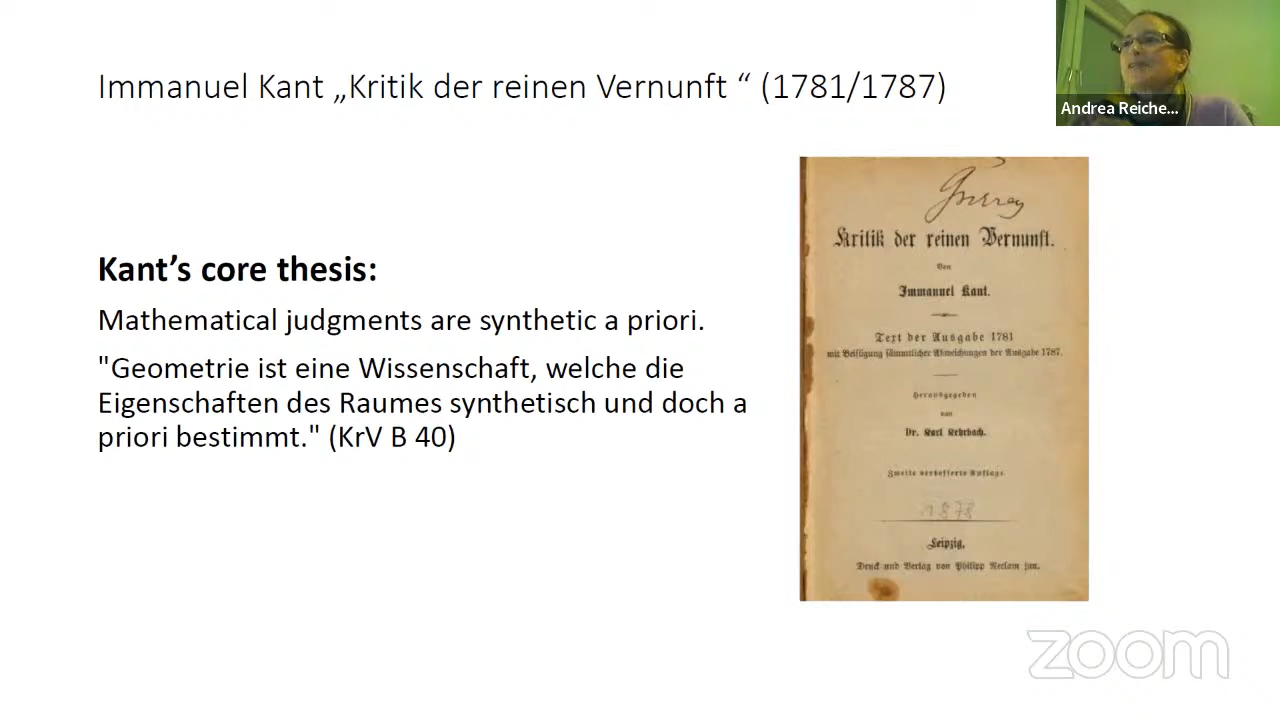 Immanuel Kant „Kritik der reinen Vernunft “ (1781/1787)
Andrea Reiche...
Kant’s core thesis:
Mathematical judgments are synthetic a priori.
"Geometrie ist eine Wissenschaft, welche die
Eigenschaften des Raumes synthetisch und doch a
priori bestimmt." (KrV B 40)
Kritik der reinen Vernunft.
Von
Immanuel Kant.
Text der Ausgabe 1781
mit Beifügung sämmtlicher Abweichungen der Ausgabe 1787.
Herausgegeben
von
Dr. Karl Kehrbach.
Zweite verbesserte Auflage.
1878
Leipzig,
Druck und Verlag von Philipp Reclam jun.
zoom